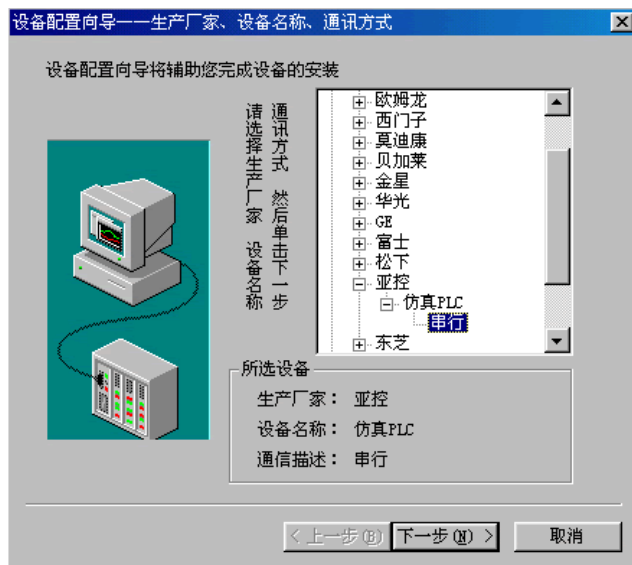 设备配置向导——生产厂家、设备名称、通讯方式
设备配置向导将辅助您完成设备的安装
请选择生产厂家 设备名称
通讯方式 然后单击下一步
欧姆龙
西门子
莫迪康
贝加莱
金星
华光
GE
富士
松下
亚控
仿真PLC
串行
东芝
所选设备
生产厂家： 亚控
设备名称： 仿真PLC
通信描述： 串行
< 上一步(B)
下一步(N) >
取消